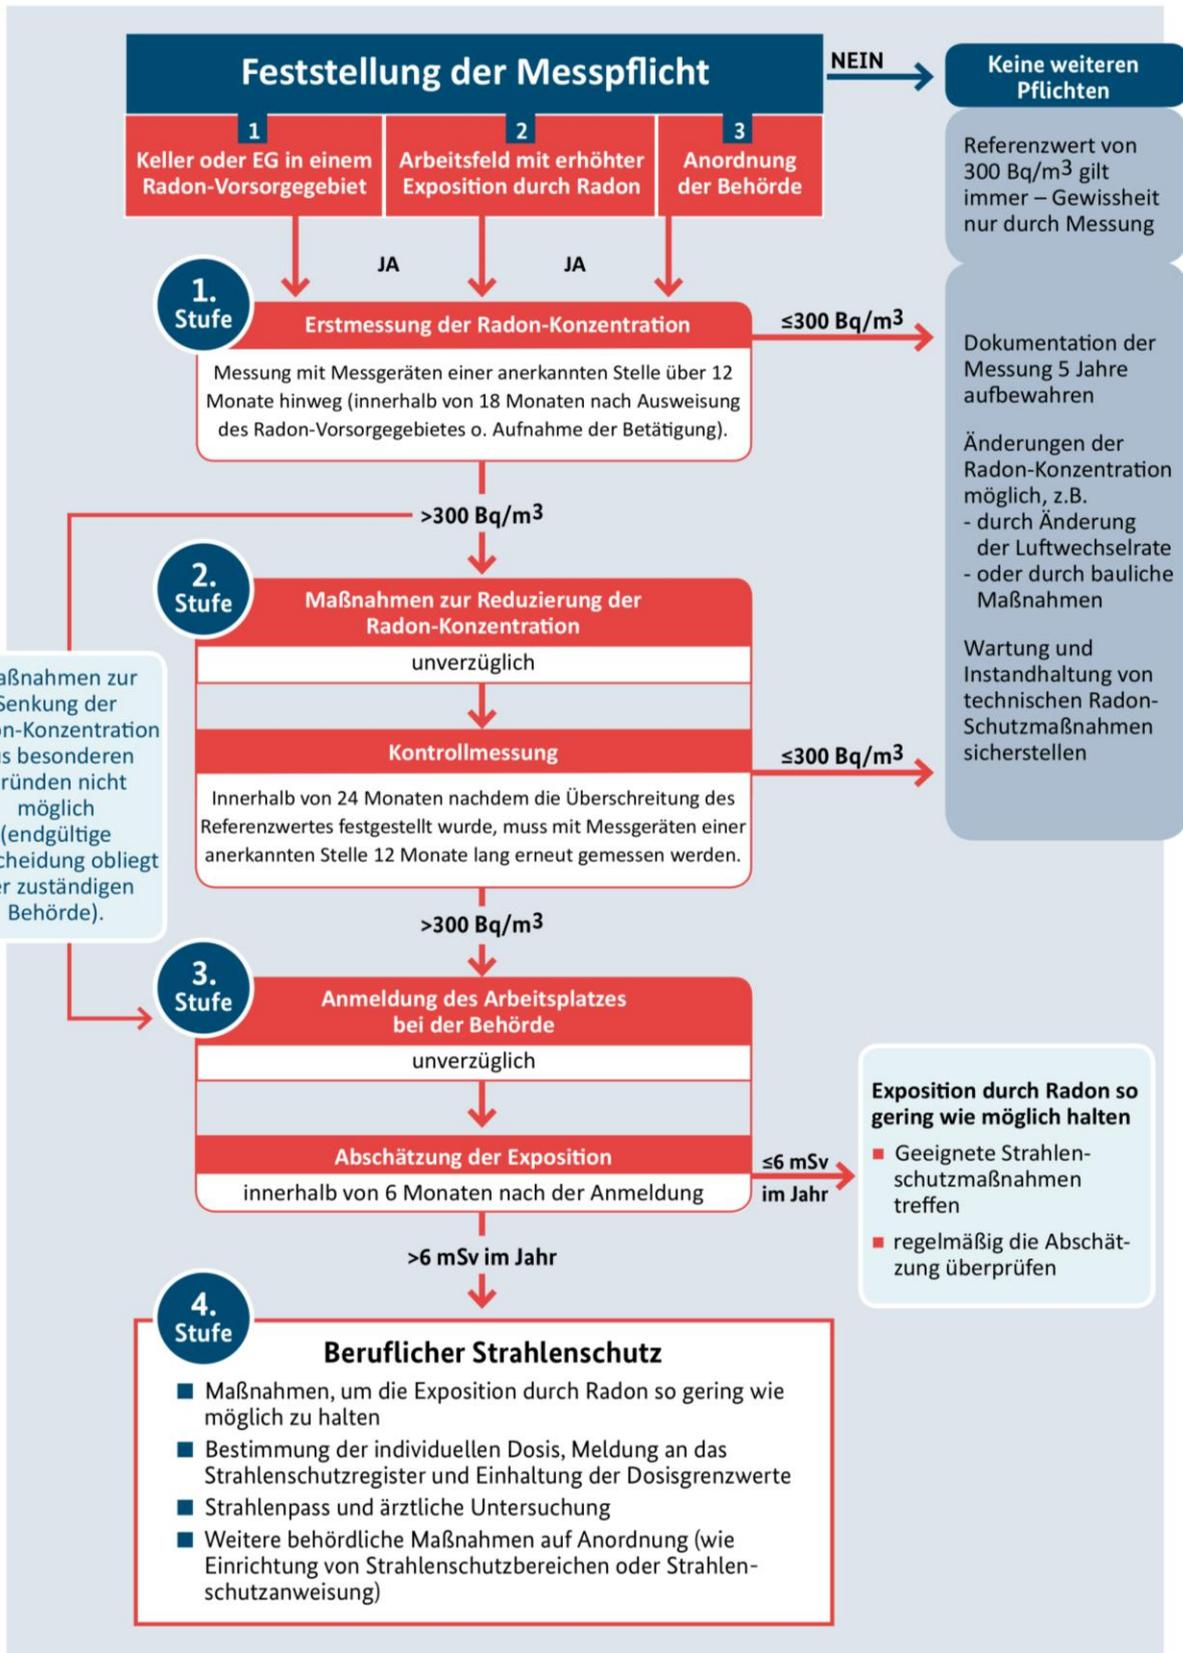 Feststellung der Messpflicht
NEIN
Keine weiteren
Pflichten
1
Keller oder EG in einem
Radon-Vorsorgegebiet
2
Arbeitsfeld mit erhöhter
Exposition durch Radon
3
Anordnung
der Behörde
Referenzwert von
300 Bq/m³ gilt
immer – Gewissheit
nur durch Messung
JA
JA
1.
Stufe
Erstmessung der Radon-Konzentration
≤300 Bq/m³
Messung mit Messgeräten einer anerkannten Stelle über 12
Monate hinweg (innerhalb von 18 Monaten nach Ausweisung
des Radon-Vorsorgegebietes o. Aufnahme der Betätigung).
Dokumentation der
Messung 5 Jahre
aufbewahren
Änderungen der
Radon-Konzentration
möglich, z.B.
- durch Änderung
der Luftwechselrate
- oder durch bauliche
Maßnahmen
Wartung und
Instandhaltung von
technischen Radon-
Schutzmaßnahmen
sicherstellen
>300 Bq/m³
2.
Stufe
Maßnahmen zur Reduzierung der
Radon-Konzentration
unverzüglich
Kontrollmessung
≤300 Bq/m³
Innerhalb von 24 Monaten nachdem die Überschreitung des
Referenzwertes festgestellt wurde, muss mit Messgeräten einer
anerkannten Stelle 12 Monate lang erneut gemessen werden.
aßnahmen zur
Senkung der
on-Konzentration
s besonderen
ründen nicht
möglich
(endgültige
cheidung obliegt
er zuständigen
Behörde).
>300 Bq/m³
3.
Stufe
Anmeldung des Arbeitsplatzes
bei der Behörde
unverzüglich
Abschätzung der Exposition
innerhalb von 6 Monaten nach der Anmeldung
≤6 mSv
im Jahr
Exposition durch Radon so
gering wie möglich halten
■ Geeignete Strahlen-
schutzmaßnahmen
treffen
■ regelmäßig die Abschät-
zung überprüfen
>6 mSv im Jahr
4.
Stufe
Beruflicher Strahlenschutz
■ Maßnahmen, um die Exposition durch Radon so gering wie
möglich zu halten
■ Bestimmung der individuellen Dosis, Meldung an das
Strahlenschutzregister und Einhaltung der Dosisgrenzwerte
■ Strahlenpass und ärztliche Untersuchung
■ Weitere behördliche Maßnahmen auf Anordnung (wie
Einrichtung von Strahlenschutzbereichen oder Strahlen-
schutzanweisung)